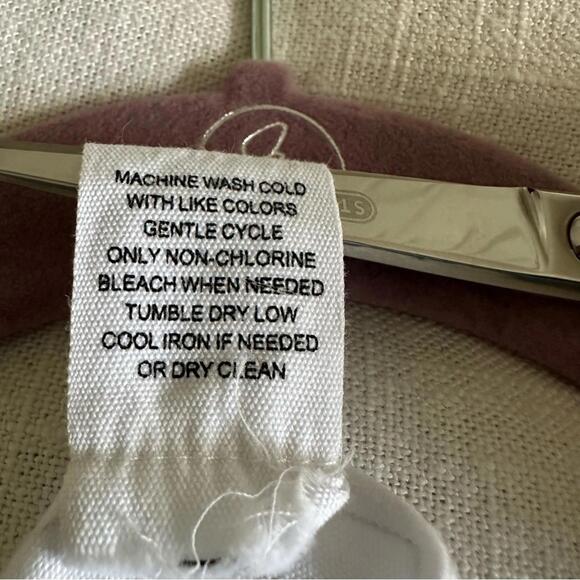 MACHINE WASH COLD
WITH LIKE COLORS
GENTLE CYCLE
ONLY NON-CHLORINE
BLEACH WHEN NEEDED
TUMBLE DRY LOW
COOL IRON IF NEEDED
OR DRY CLEAN